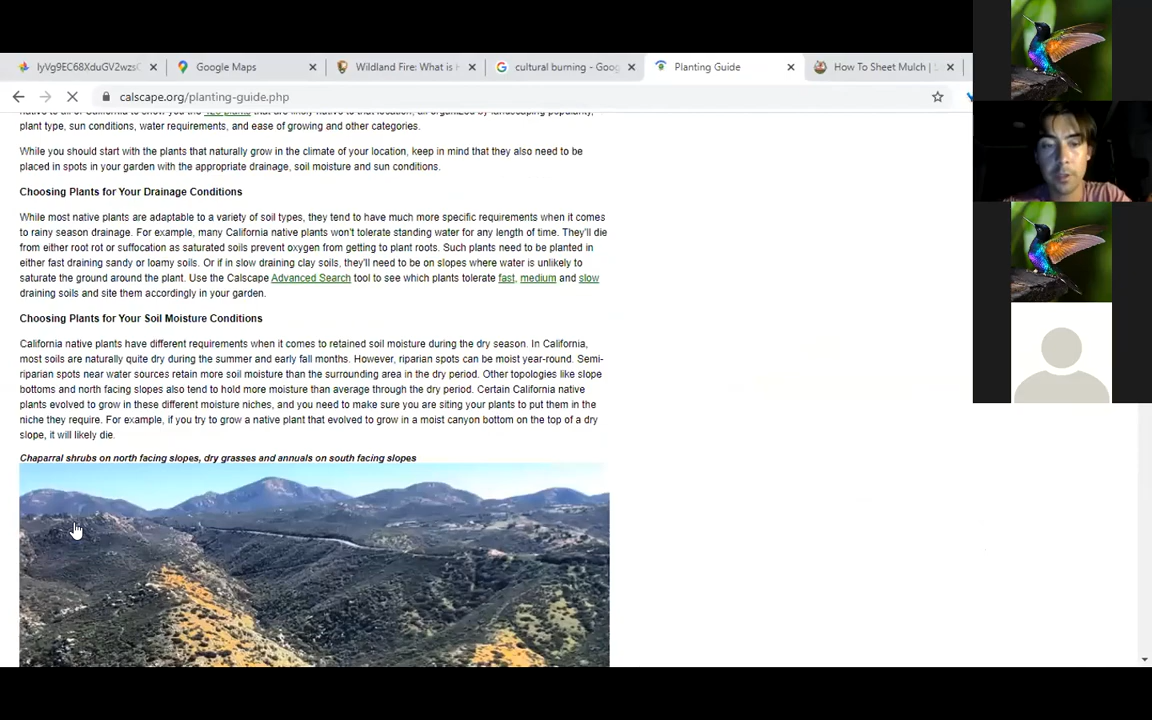 IyVg9EC68XduGV2wzs
Google Maps
Wildland Fire: What is
cultural burning - Goog
Planting Guide
How To Sheet Mulch |
calscape.org/planting-guide.php
plant type, sun conditions, water requirements, and ease of growing and other categories.
While you should start with the plants that naturally grow in the climate of your location, keep in mind that they also need to be
placed in spots in your garden with the appropriate drainage, soil moisture and sun conditions.
Choosing Plants for Your Drainage Conditions
While most native plants are adaptable to a variety of soil types, they tend to have much more specific requirements when it comes
to rainy season drainage. For example, many California native plants won't tolerate standing water for any length of time. They'll die
from either root rot or suffocation as saturated soils prevent oxygen from getting to plant roots. Such plants need to be planted in
either fast draining sandy or loamy soils. Or if in slow draining clay soils, they'll need to be on slopes where water is unlikely to
saturate the ground around the plant. Use the Calscape Advanced Search tool to see which plants tolerate fast, medium and slow
draining soils and site them accordingly in your garden.
Choosing Plants for Your Soil Moisture Conditions
California native plants have different requirements when it comes to retained soil moisture during the dry season. In California,
most soils are naturally quite dry during the summer and early fall months. However, riparian spots can be moist year-round. Semi-
riparian spots near water sources retain more soil moisture than the surrounding area in the dry period. Other topologies like slope
bottoms and north facing slopes also tend to hold more moisture than average through the dry period. Certain California native
plants evolved to grow in these different moisture niches, and you need to make sure you are siting your plants to put them in the
niche they require. For example, if you try to grow a native plant that evolved to grow in a moist canyon bottom on the top of a dry
slope, it will likely die.
Chaparral shrubs on north facing slopes, dry grasses and annuals on south facing slopes